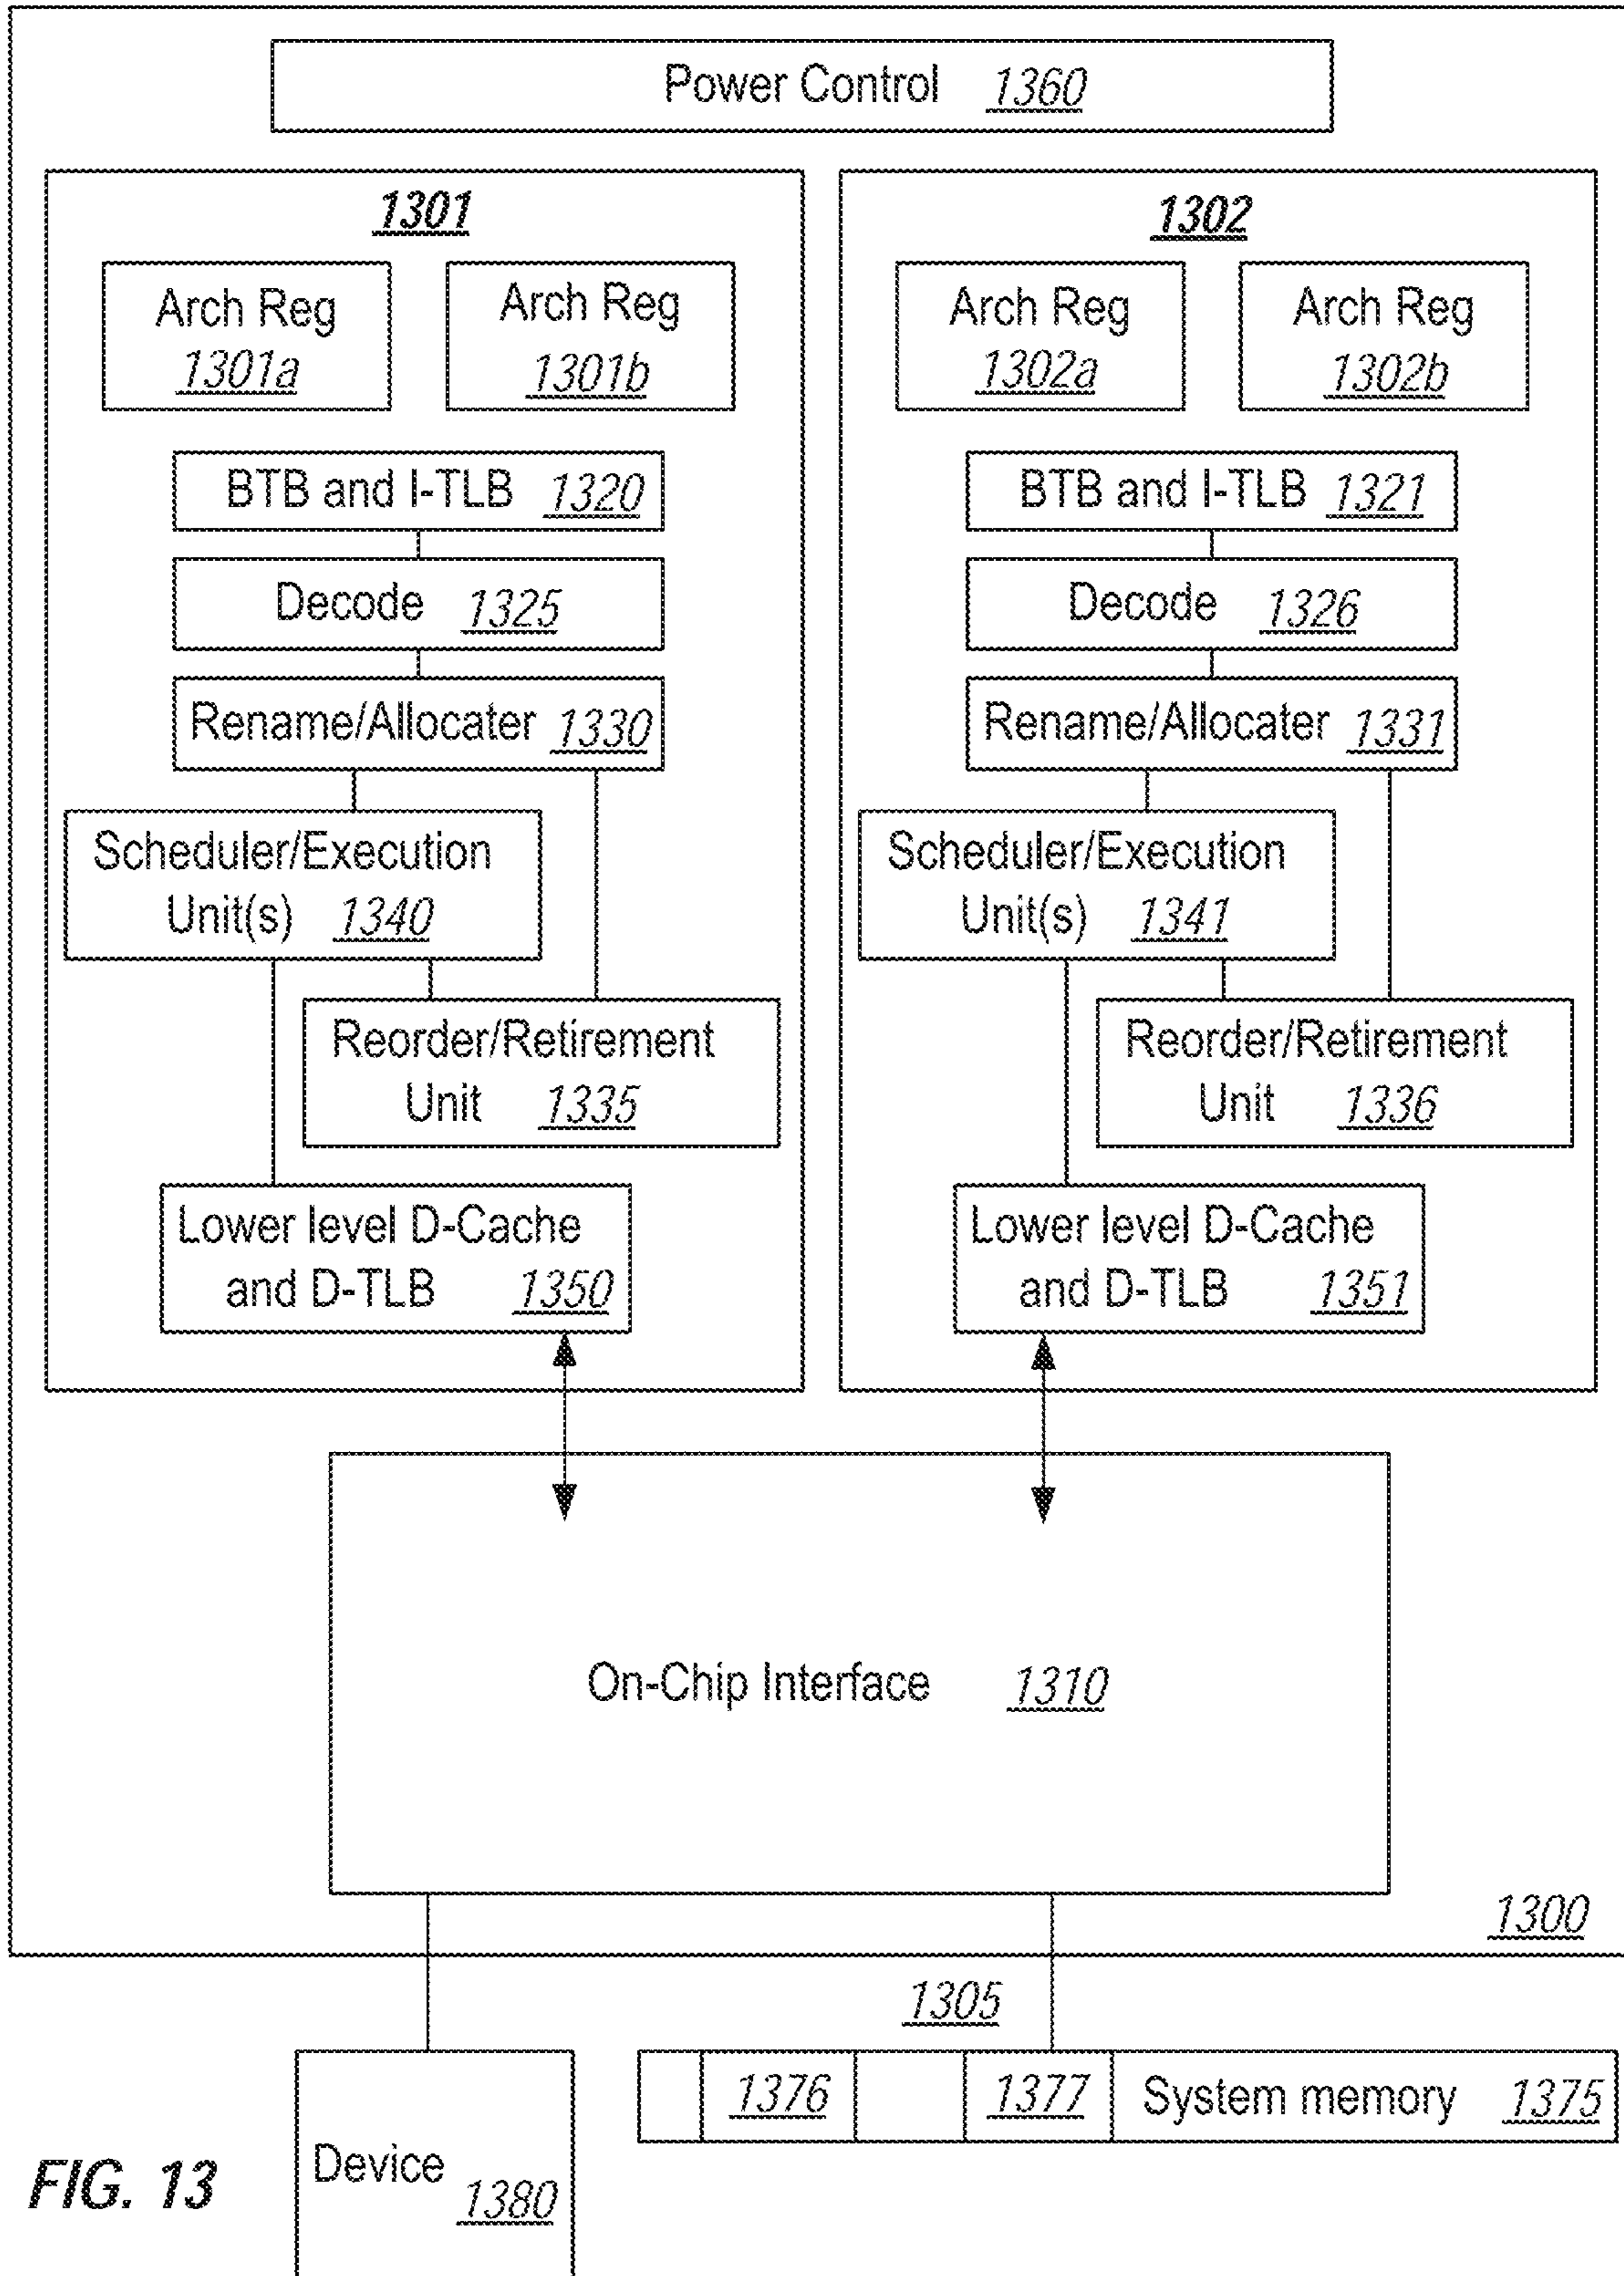 Power Control 1360
1301
1302
Arch Reg
1301a
Arch Reg
1301b
Arch Reg
1302a
Arch Reg
1302b
BTB and I-TLB 1320
BTB and I-TLB 1321
Decode 1325
Decode 1326
Rename/Allocater 1330
Rename/Allocater 1331
Scheduler/Execution
Unit(s) 1340
Scheduler/Execution
Unit(s) 1341
Reorder/Retirement
Unit 1335
Reorder/Retirement
Unit 1336
Lower level D-Cache
and D-TLB 1350
Lower level D-Cache
and D-TLB 1351
On-Chip Interface 1310
1300
1305
1376
1377
System memory 1375
Device 1380
FIG. 13